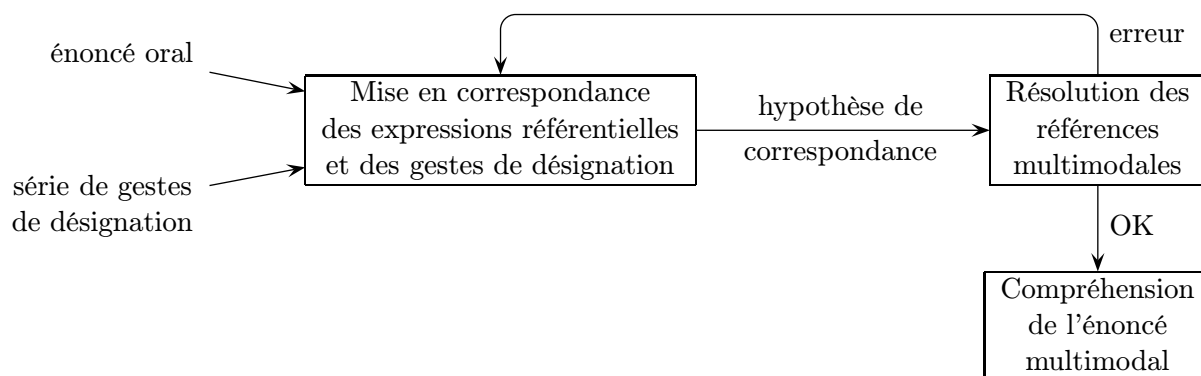 énoncé oral
série de gestes
de désignation
Mise en correspondance
des expressions référentielles
et des gestes de désignation
hypothèse de
correspondance
erreur
Résolution des
références
multimodales
OK
Compréhension
de l'énoncé
multimodal